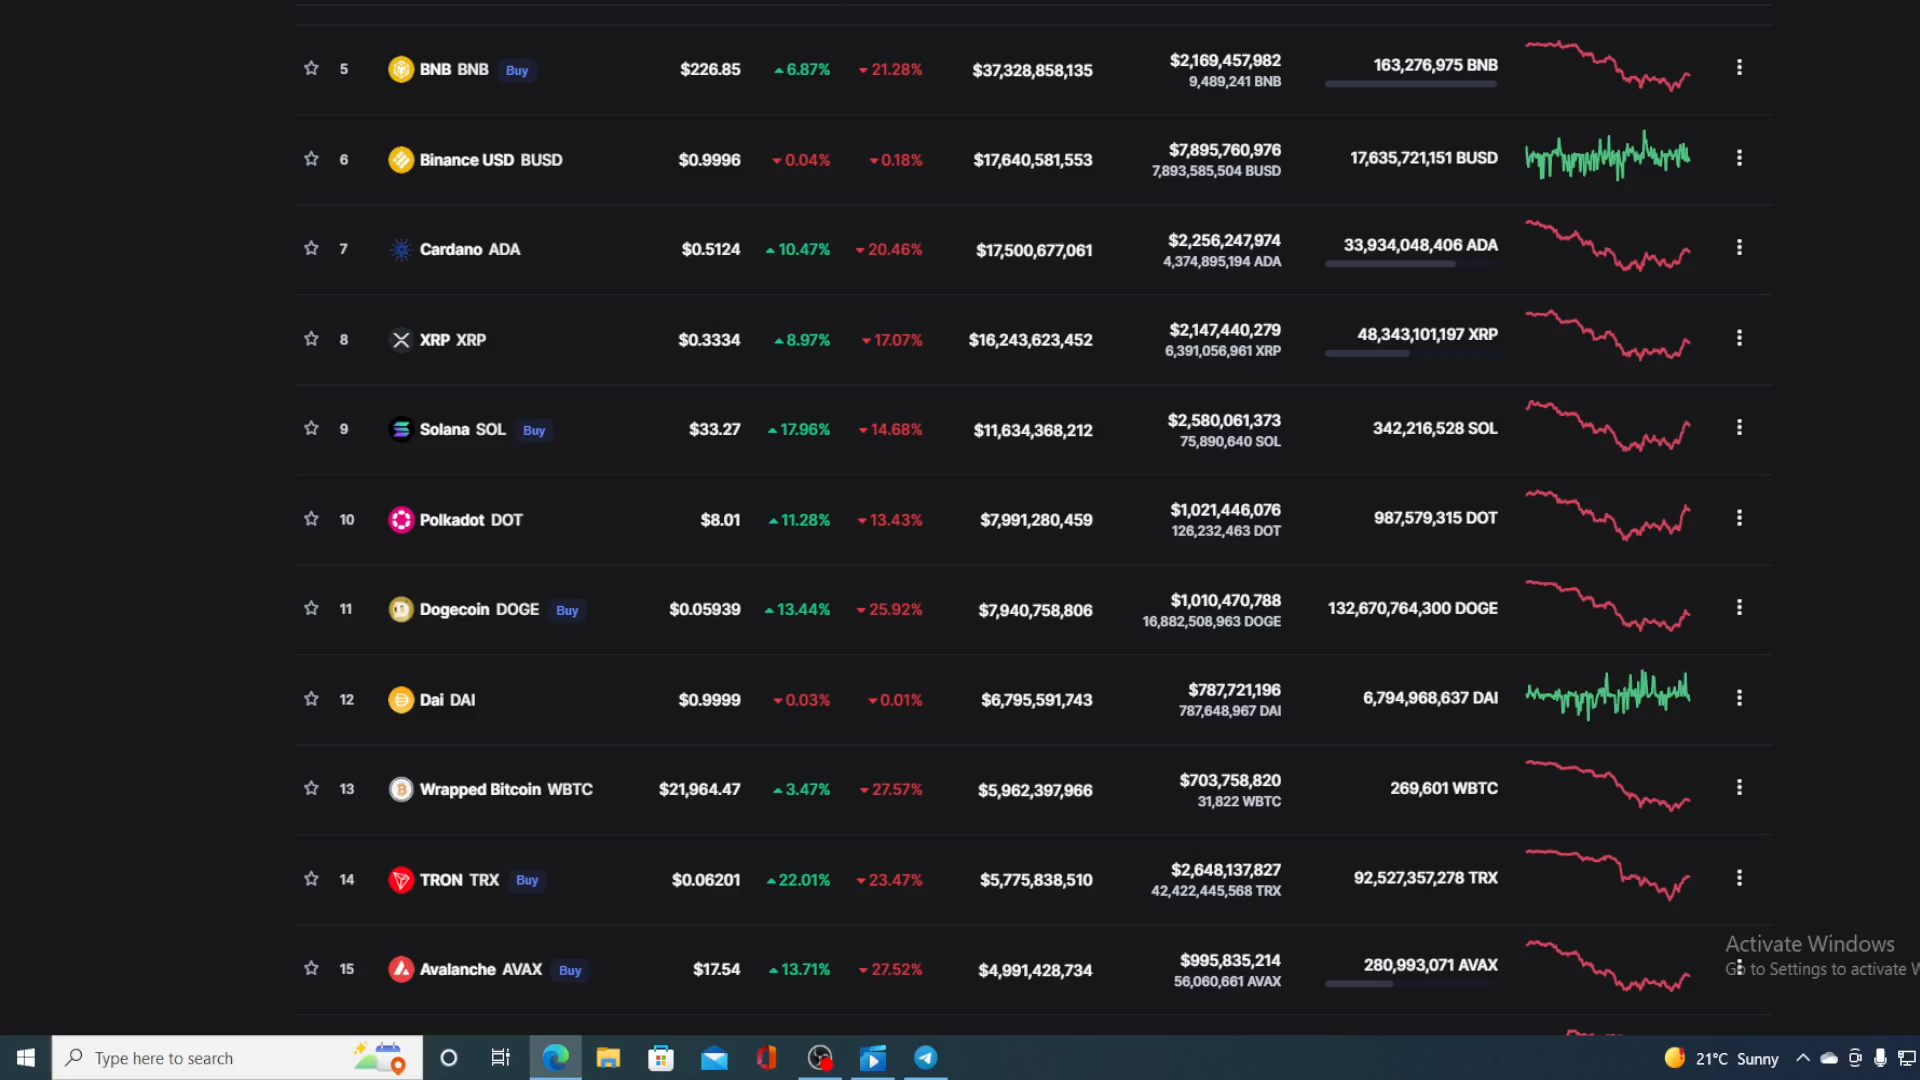 5 BNB BNB Buy $226.85 6.87% 21.28% $37,328,858,135 $2,169,457,982 163,276,975 BNB
9,489,241 BNB
6 Binance USD BUSD $0.9996 0.04% 0.18% $17,640,581,553 $7,895,760,976 17,635,721,151 BUSD
7,893,585,504 BUSD
7 Cardano ADA $0.5124 10.47% 20.46% $17,500,677,061 $2,256,247,974 33,934,048,406 ADA
4,374,895,194 ADA
8 XRP XRP $0.3334 8.97% 17.07% $16,243,623,452 $2,147,440,279 48,343,101,197 XRP
6,391,056,961 XRP
9 Solana SOL Buy $33.27 17.96% 14.68% $11,634,368,212 $2,580,061,373 342,216,528 SOL
75,890,640 SOL
10 Polkadot DOT $8.01 11.28% 13.43% $7,991,280,459 $1,021,446,076 987,579,315 DOT
126,232,463 DOT
11 Dogecoin DOGE Buy $0.05939 13.44% 25.92% $7,940,758,806 $1,010,470,788 132,670,764,300 DOGE
16,882,508,963 DOGE
12 Dai DAI $0.9999 0.03% 0.01% $6,795,591,743 $787,721,196 6,794,968,637 DAI
787,648,967 DAI
13 Wrapped Bitcoin WBTC $21,964.47 3.47% 27.57% $5,962,397,966 $703,758,820 269,601 WBTC
31,822 WBTC
14 TRON TRX Buy $0.06201 22.01% 23.47% $5,775,838,510 $2,648,137,827 92,527,357,278 TRX
42,422,445,568 TRX
15 Avalanche AVAX Buy $17.54 13.71% 27.52% $4,991,428,734 $995,835,214 280,993,071 AVAX
56,060,661 AVAX
Activate Windows
Go to Settings to activate W
Type here to search
21°C Sunny